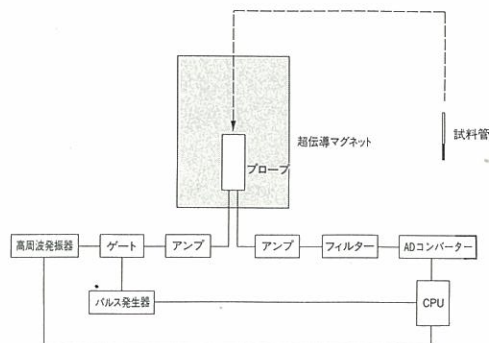 超伝導マグネット
試料管
プローブ
高周波発振器
ゲート
アンプ
アンプ
フィルター
ADコンバーター
パルス発生器
CPU